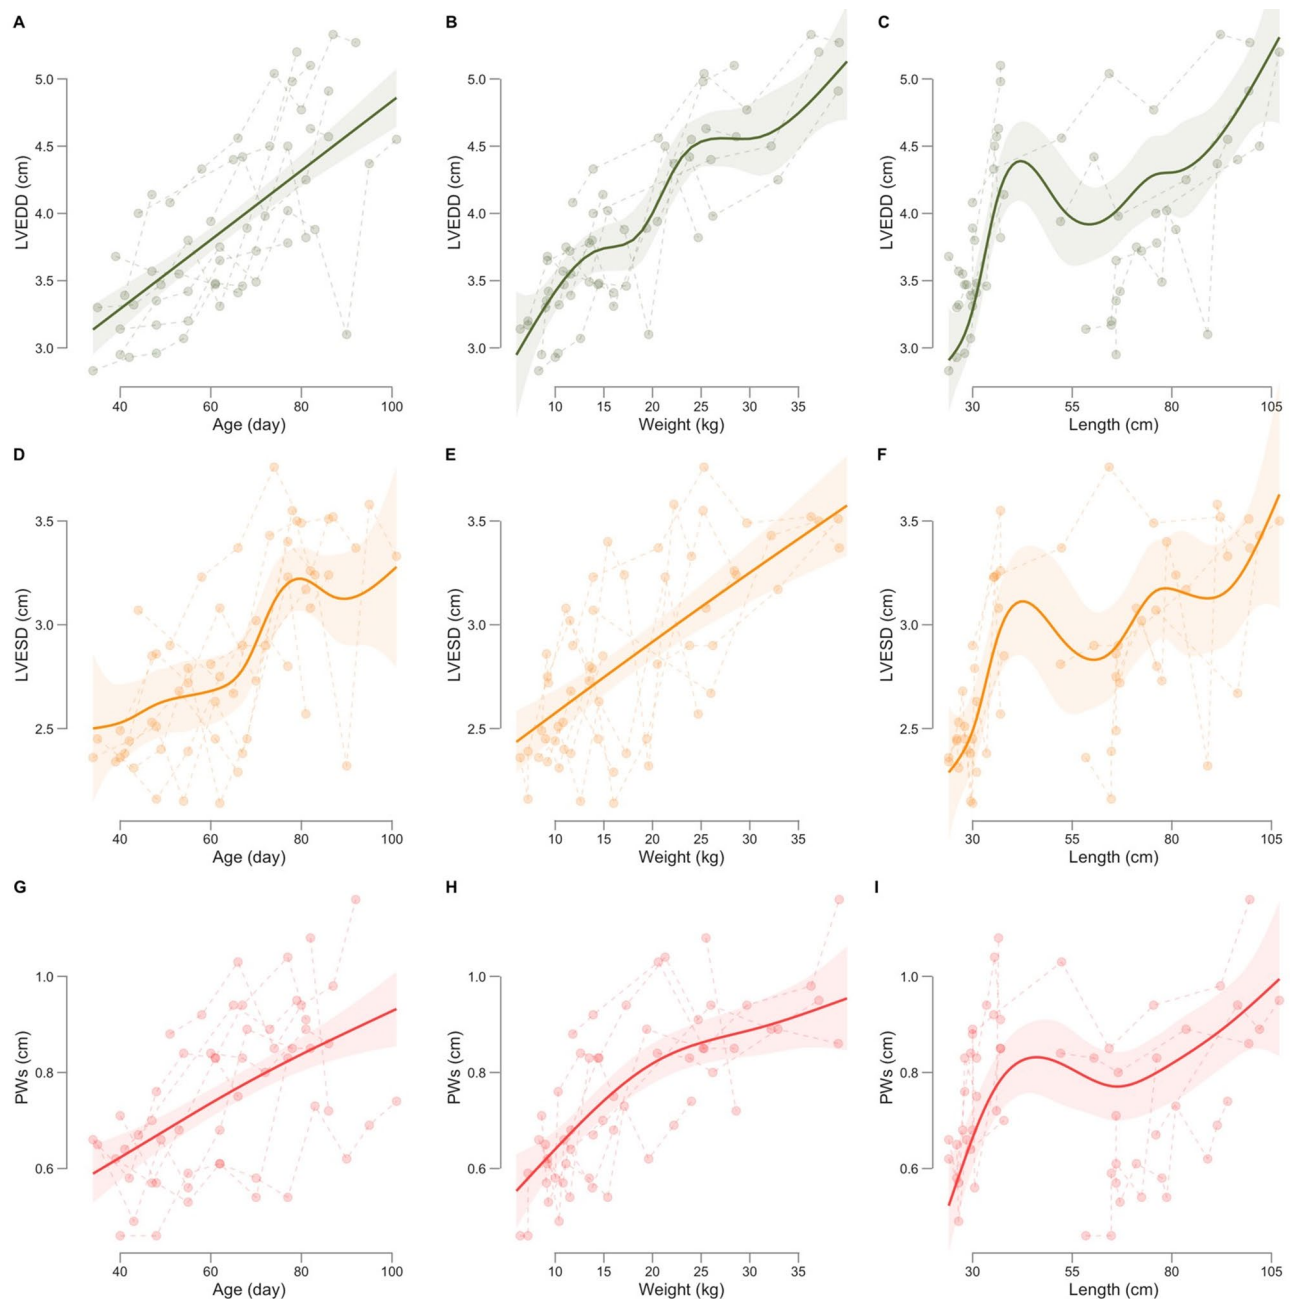 A
B
C
5.0
4.5
4.0
3.5
3.0
LVEDD (cm)
40 60 80 100
Age (day)
5.0
4.5
4.0
3.5
3.0
LVEDD (cm)
10 15 20 25 30 35
Weight (kg)
5.0
4.5
4.0
3.5
3.0
LVEDD (cm)
30 55 80 105
Length (cm)
D
E
F
3.5
3.0
2.5
LVESD (cm)
40 60 80 100
Age (day)
3.5
3.0
2.5
LVESD (cm)
10 15 20 25 30 35
Weight (kg)
3.5
3.0
2.5
LVESD (cm)
30 55 80 105
Length (cm)
G
H
I
1.0
0.8
0.6
PWs (cm)
40 60 80 100
Age (day)
1.0
0.8
0.6
PWs (cm)
10 15 20 25 30 35
Weight (kg)
1.0
0.8
0.6
PWs (cm)
30 55 80 105
Length (cm)